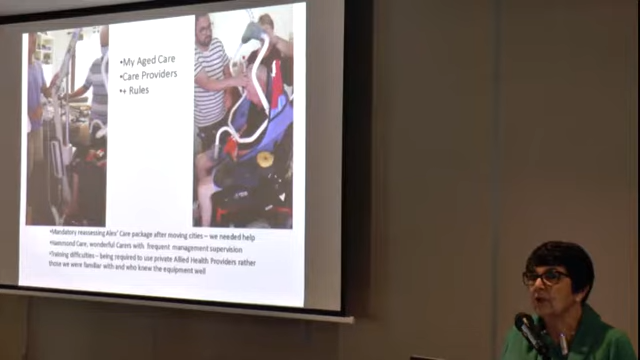 •My Aged Care
•Care Providers
•+ Rules
•Mandatory reassessing Alex' Care package after moving cities – we needed help
•Hammond Care, wonderful Carers with frequent management supervision
•Training difficulties – being required to use private Allied Health Providers rather
those we were familiar with and who knew the equipment well